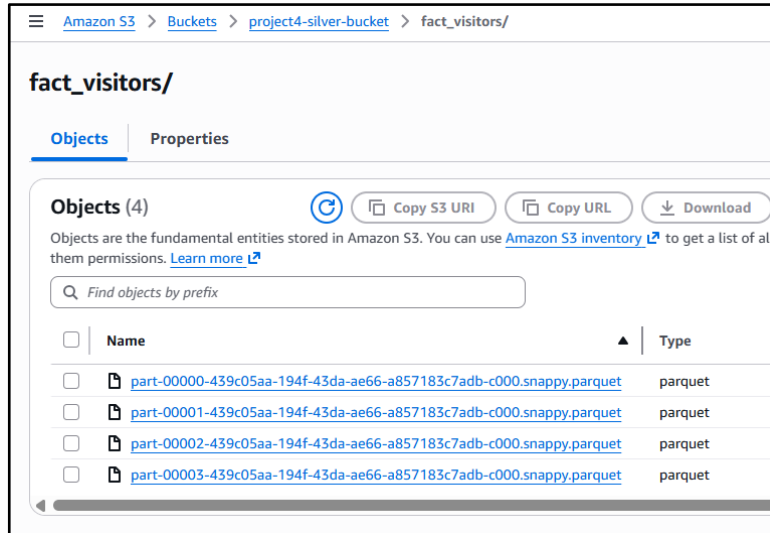 Amazon S3 > Buckets > project4-silver-bucket > fact_visitors/
fact_visitors/
Objects Properties
Objects (4) Copy S3 URI Copy URL Download
Objects are the fundamental entities stored in Amazon S3. You can use Amazon S3 inventory to get a list of al
them permissions. Learn more
Find objects by prefix
Name Type
part-00000-439c05aa-194f-43da-ae66-a857183c7adb-c000.snappy.parquet parquet
part-00001-439c05aa-194f-43da-ae66-a857183c7adb-c000.snappy.parquet parquet
part-00002-439c05aa-194f-43da-ae66-a857183c7adb-c000.snappy.parquet parquet
part-00003-439c05aa-194f-43da-ae66-a857183c7adb-c000.snappy.parquet parquet